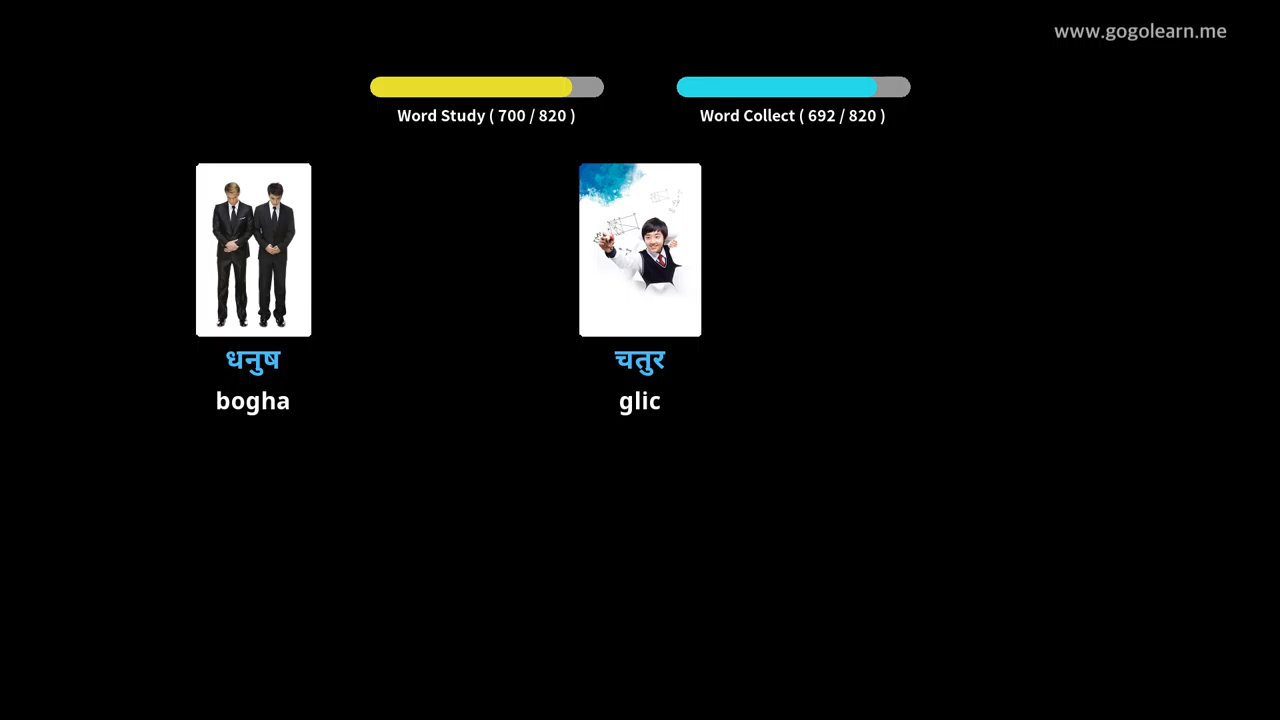 www.gogolearn.me
Word Study ( 700 / 820 )
Word Collect ( 692 / 820 )
धनुष
चतुर
bogha
glic